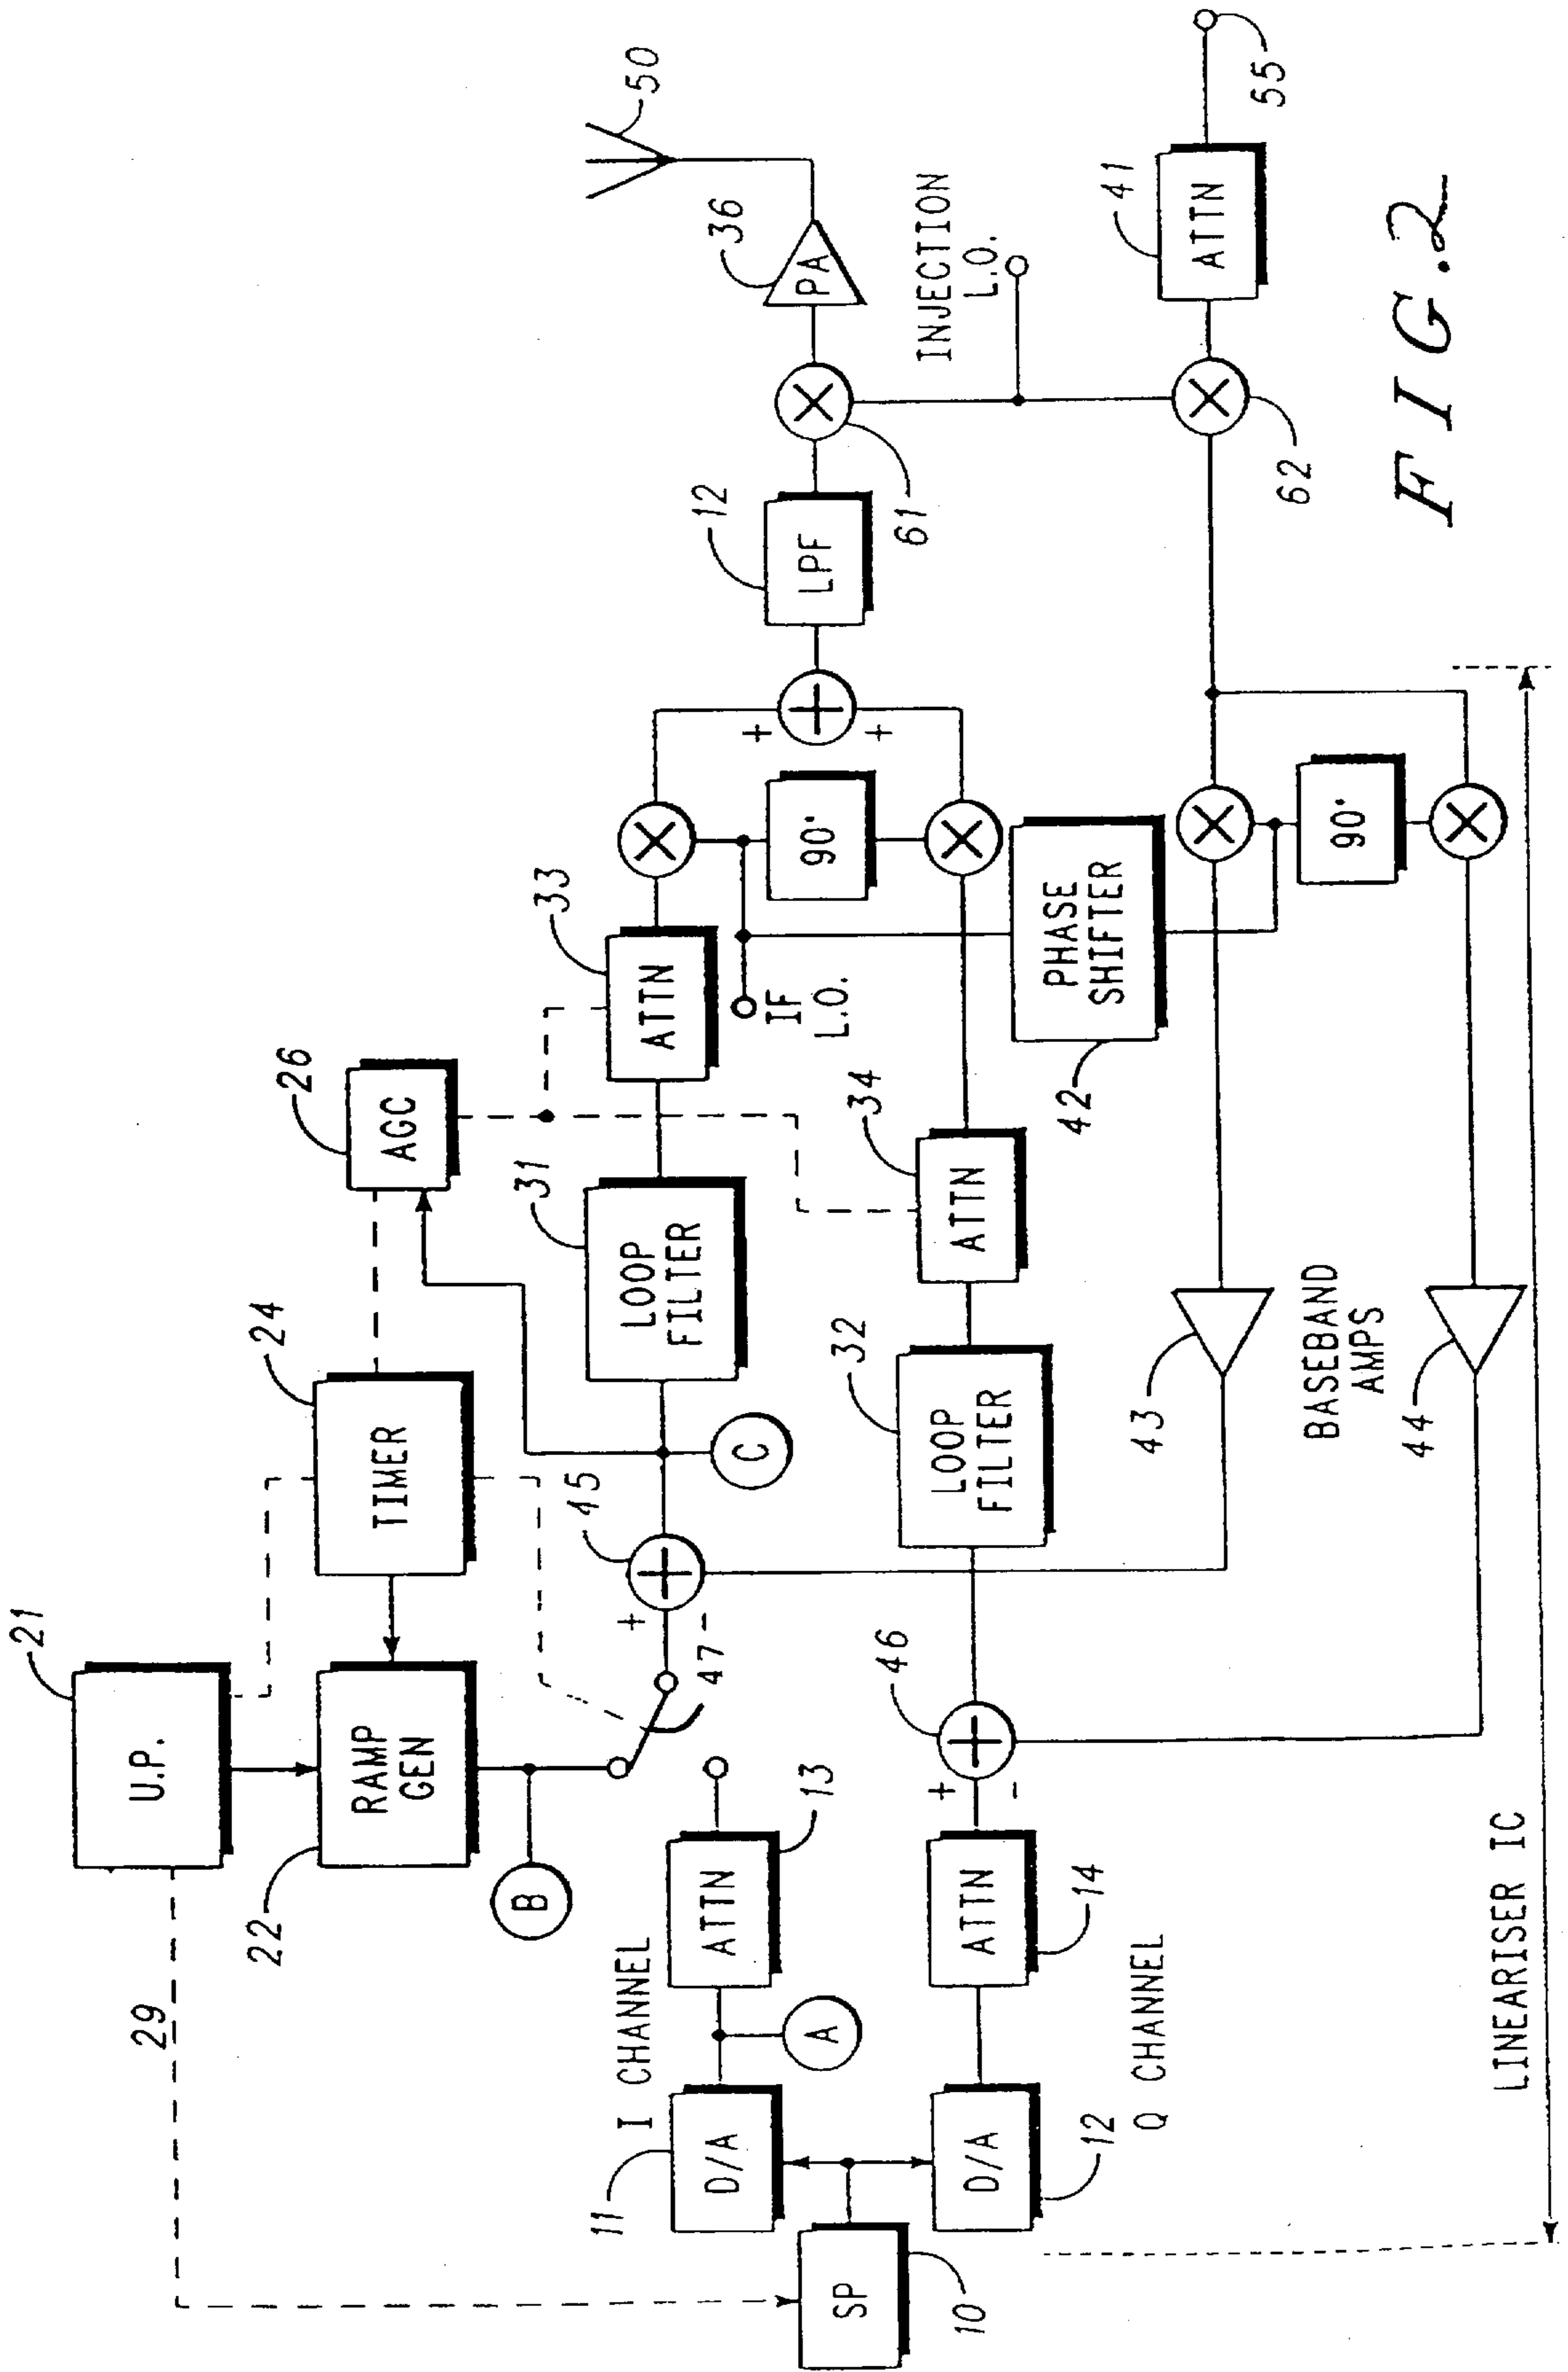 21
U.P.
29
22
RAMP
GEN
24
TIMER
26
AGC
B
I CHANNEL
11
D/A
A
ATTN
13
47
+
-
45
C
31
LOOP
FILTER
33
ATTN
IF
L.O.
90°
+
+
12
LPF
61
36
PA
50
INJECTION
L.O.
SP
10
D/A
12
Q CHANNEL
ATTN
14
+
-
46
32
LOOP
FILTER
34
ATTN
42
PHASE
SHIFTER
90°
62
41
ATTN
55
43
BASEBAND
AMPS
44
LINEARISER IC
FIG.2